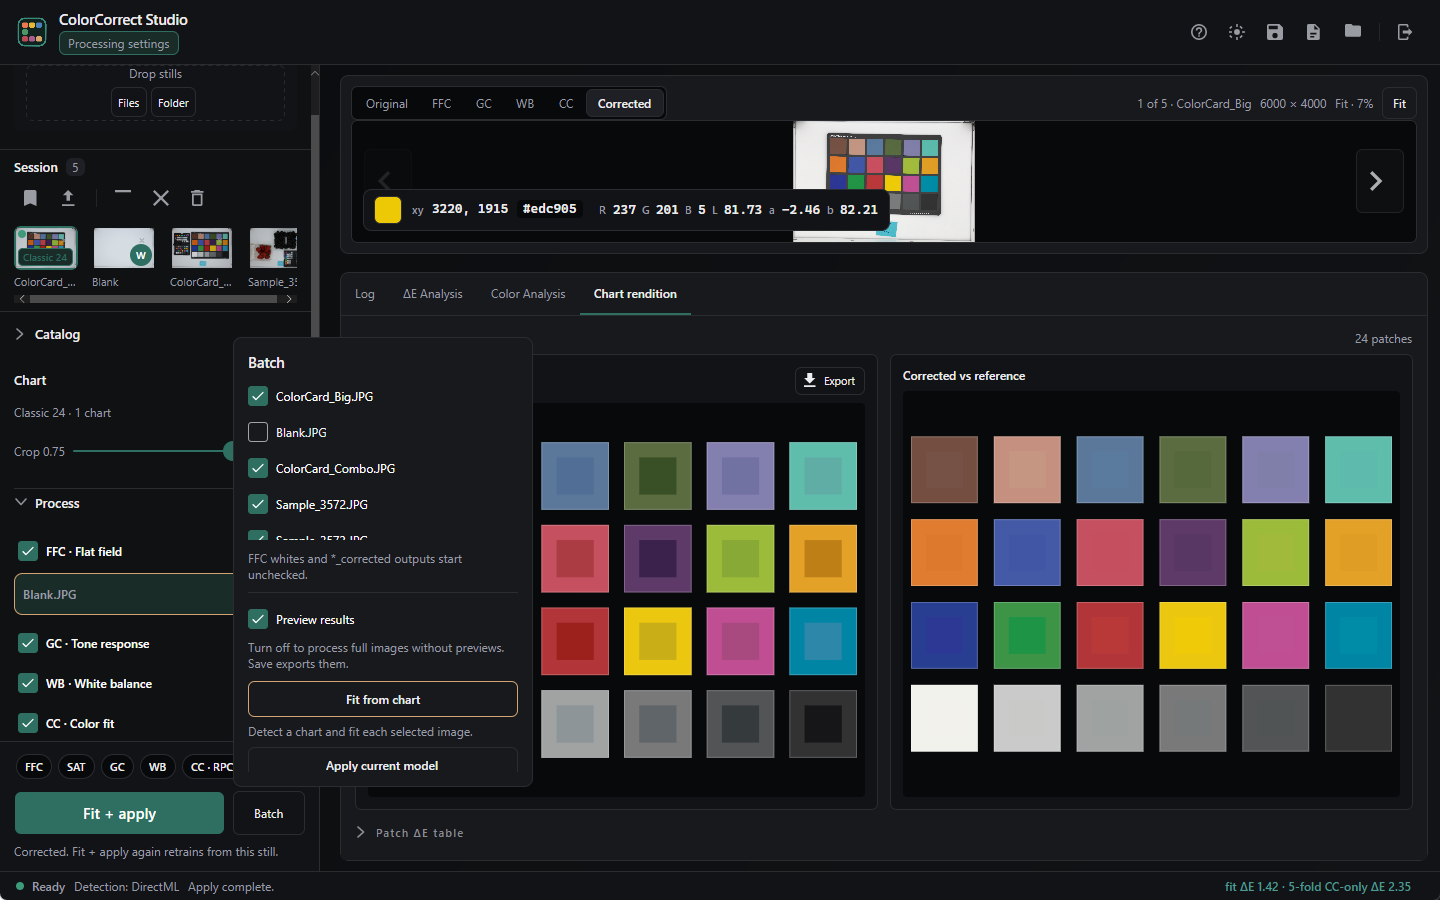 ColorCorrect Studio
Processing settings
Drop stills
Files Folder
Session 5
Classic 24
W
ColorCard_... Blank ColorCard_... Sample_35
Catalog
Chart
Classic 24 · 1 chart
Crop 0.75
Process
FFC · Flat field
Blank.JPG
GC · Tone response
WB · White balance
CC · Color fit
FFC SAT GC WB CC · RPC
Fit + apply Batch
Corrected. Fit + apply again retrains from this still.
Original FFC GC WB CC Corrected
1 of 5 · ColorCard_Big 6000 × 4000 Fit · 7% Fit
xy 3220, 1915 #edc905 R 237 G 201 B 5 L 81.73 a −2.46 b 82.21
Log ΔE Analysis Color Analysis Chart rendition
24 patches
Export
Corrected vs reference
Batch
ColorCard_Big.JPG
Blank.JPG
ColorCard_Combo.JPG
Sample_3572.JPG
Sample_3572.JPG
FFC whites and *_corrected outputs start
unchecked.
Preview results
Turn off to process full images without previews.
Save exports them.
Fit from chart
Detect a chart and fit each selected image.
Apply current model
Patch ΔE table
Ready Detection: DirectML Apply complete.
fit ΔE 1.42 · 5-fold CC-only ΔE 2.35